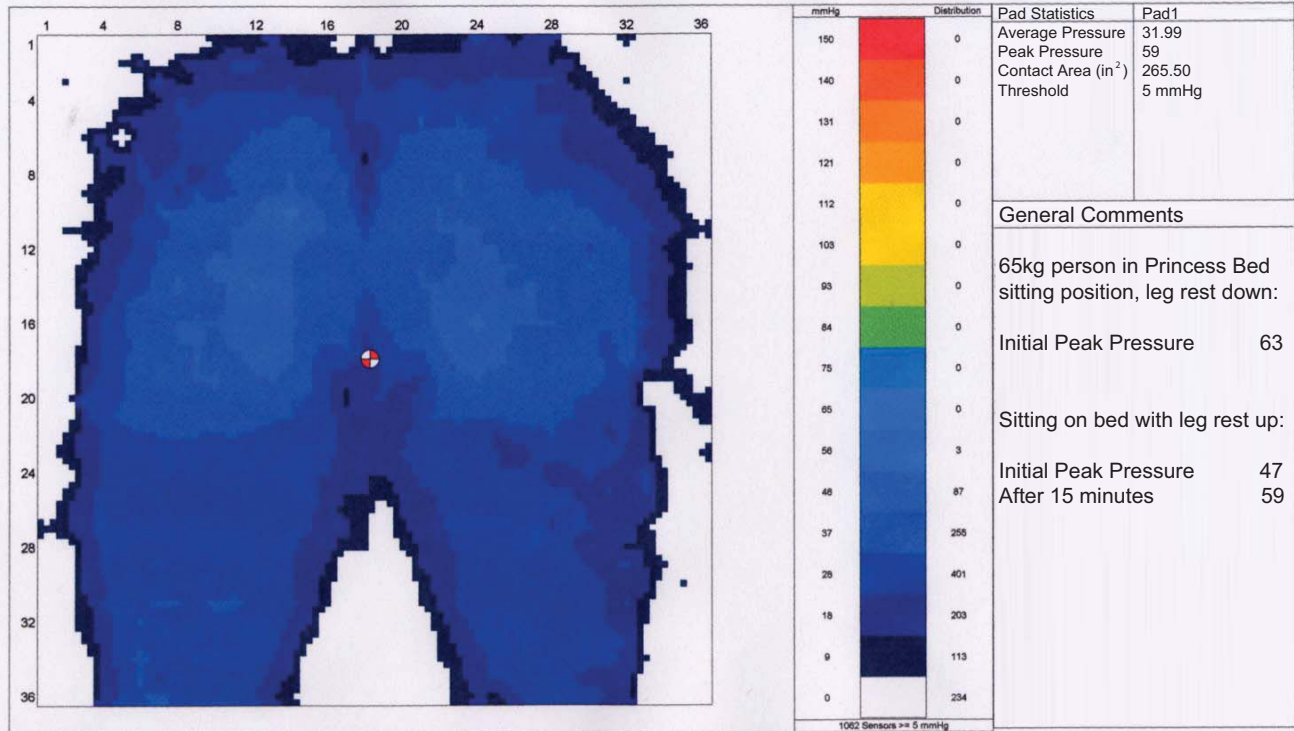 1 4 8 12 16 20 24 28 32 36
1
4
8
12
16
20
24
28
32
36
mmHg Distribution
150 0
140 0
131 0
121 0
112 0
103 0
93 0
84 0
75 0
65 0
56 3
46 87
37 255
28 401
18 203
9 113
0 234
1062 Sensors >= 5 mmHg
Pad Statistics Pad1
Average Pressure 31.99
Peak Pressure 59
Contact Area (in²) 265.50
Threshold 5 mmHg
General Comments
65kg person in Princess Bed
sitting position, leg rest down:
Initial Peak Pressure 63
Sitting on bed with leg rest up:
Initial Peak Pressure 47
After 15 minutes 59